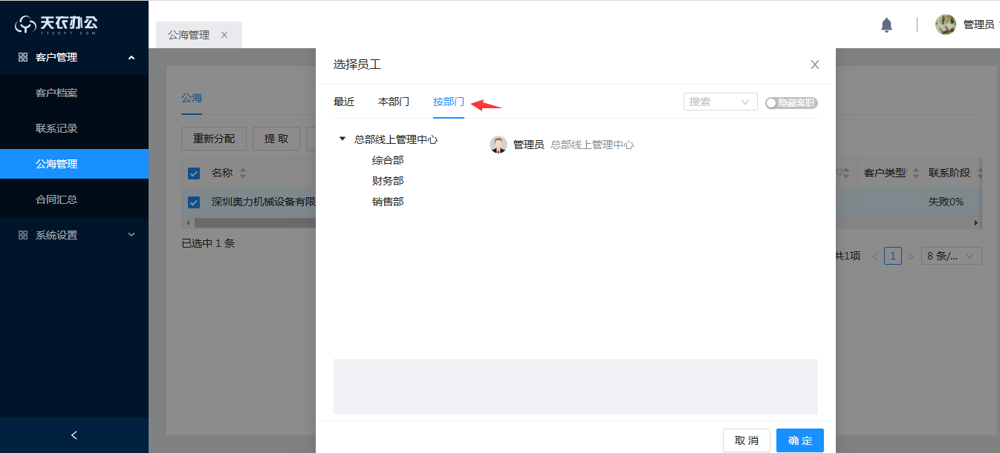 天衣办公
TYSOFT.COM
客户管理
客户档案
联系记录
公海管理
合同汇总
系统设置
公海管理
管理员
公海
重新分配
提 取
名称
深圳奥力机械设备有限
已选中 1 条
选择员工
最近
本部门
按部门
搜索
隐藏离职
总部线上管理中心
综合部
财务部
销售部
管理员 总部线上管理中心
取 消
确 定
客户类型
联系阶段
失败0%
共1项
1
8 条/...